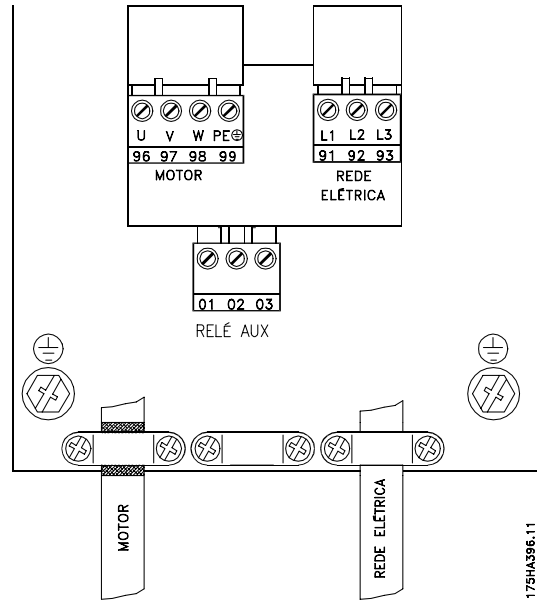 U V W PE
96 97 98 99
MOTOR
L1 L2 L3
91 92 93
REDE
ELÉTRICA
01 02 03
RELÉ AUX
MOTOR
REDE ELÉTRICA
175HA396.11